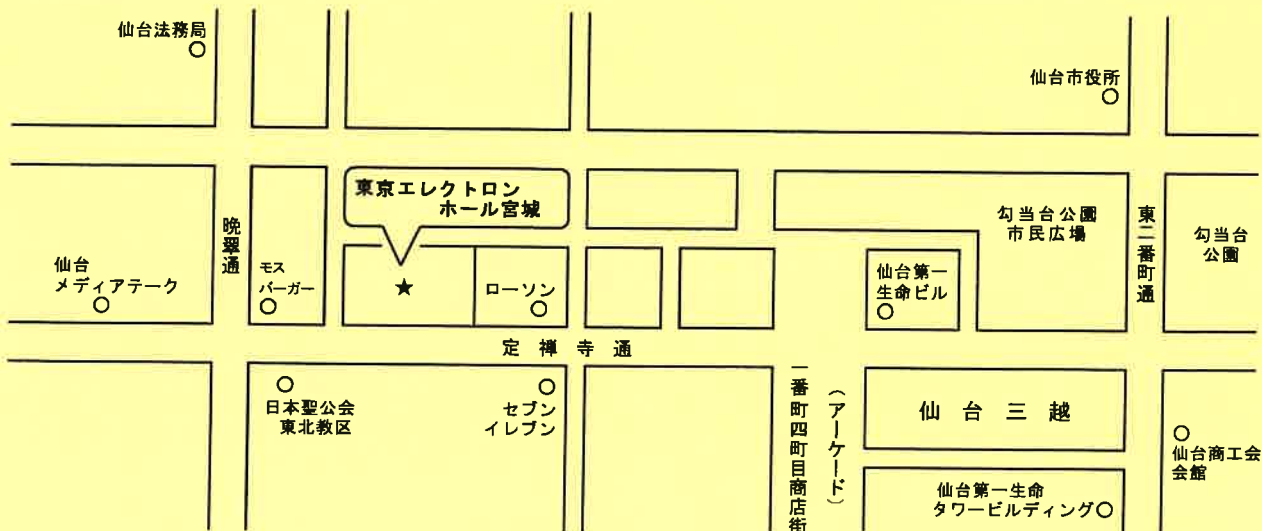 仙台法務局
仙台市役所
東京エレクトロン
ホール宮城
晩翠通
仙台
メディアテーク
モス
バーガー
★
ローソン
仙台第一
生命ビル
勾当台公園
市民広場
東二番町通
勾当台
公園
定禅寺通
日本聖公会
東北教区
セブン
イレブン
一番町四町目商店街
(アーケード)
仙台三越
仙台商工会
会館
仙台第一生命
タワービルディング